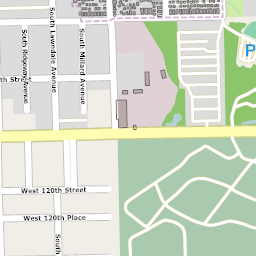 South Ridgeway Avenue
South Lawndale Avenue
South Millard Avenue
P
th Street
West 120th Street
West 120th Place
South